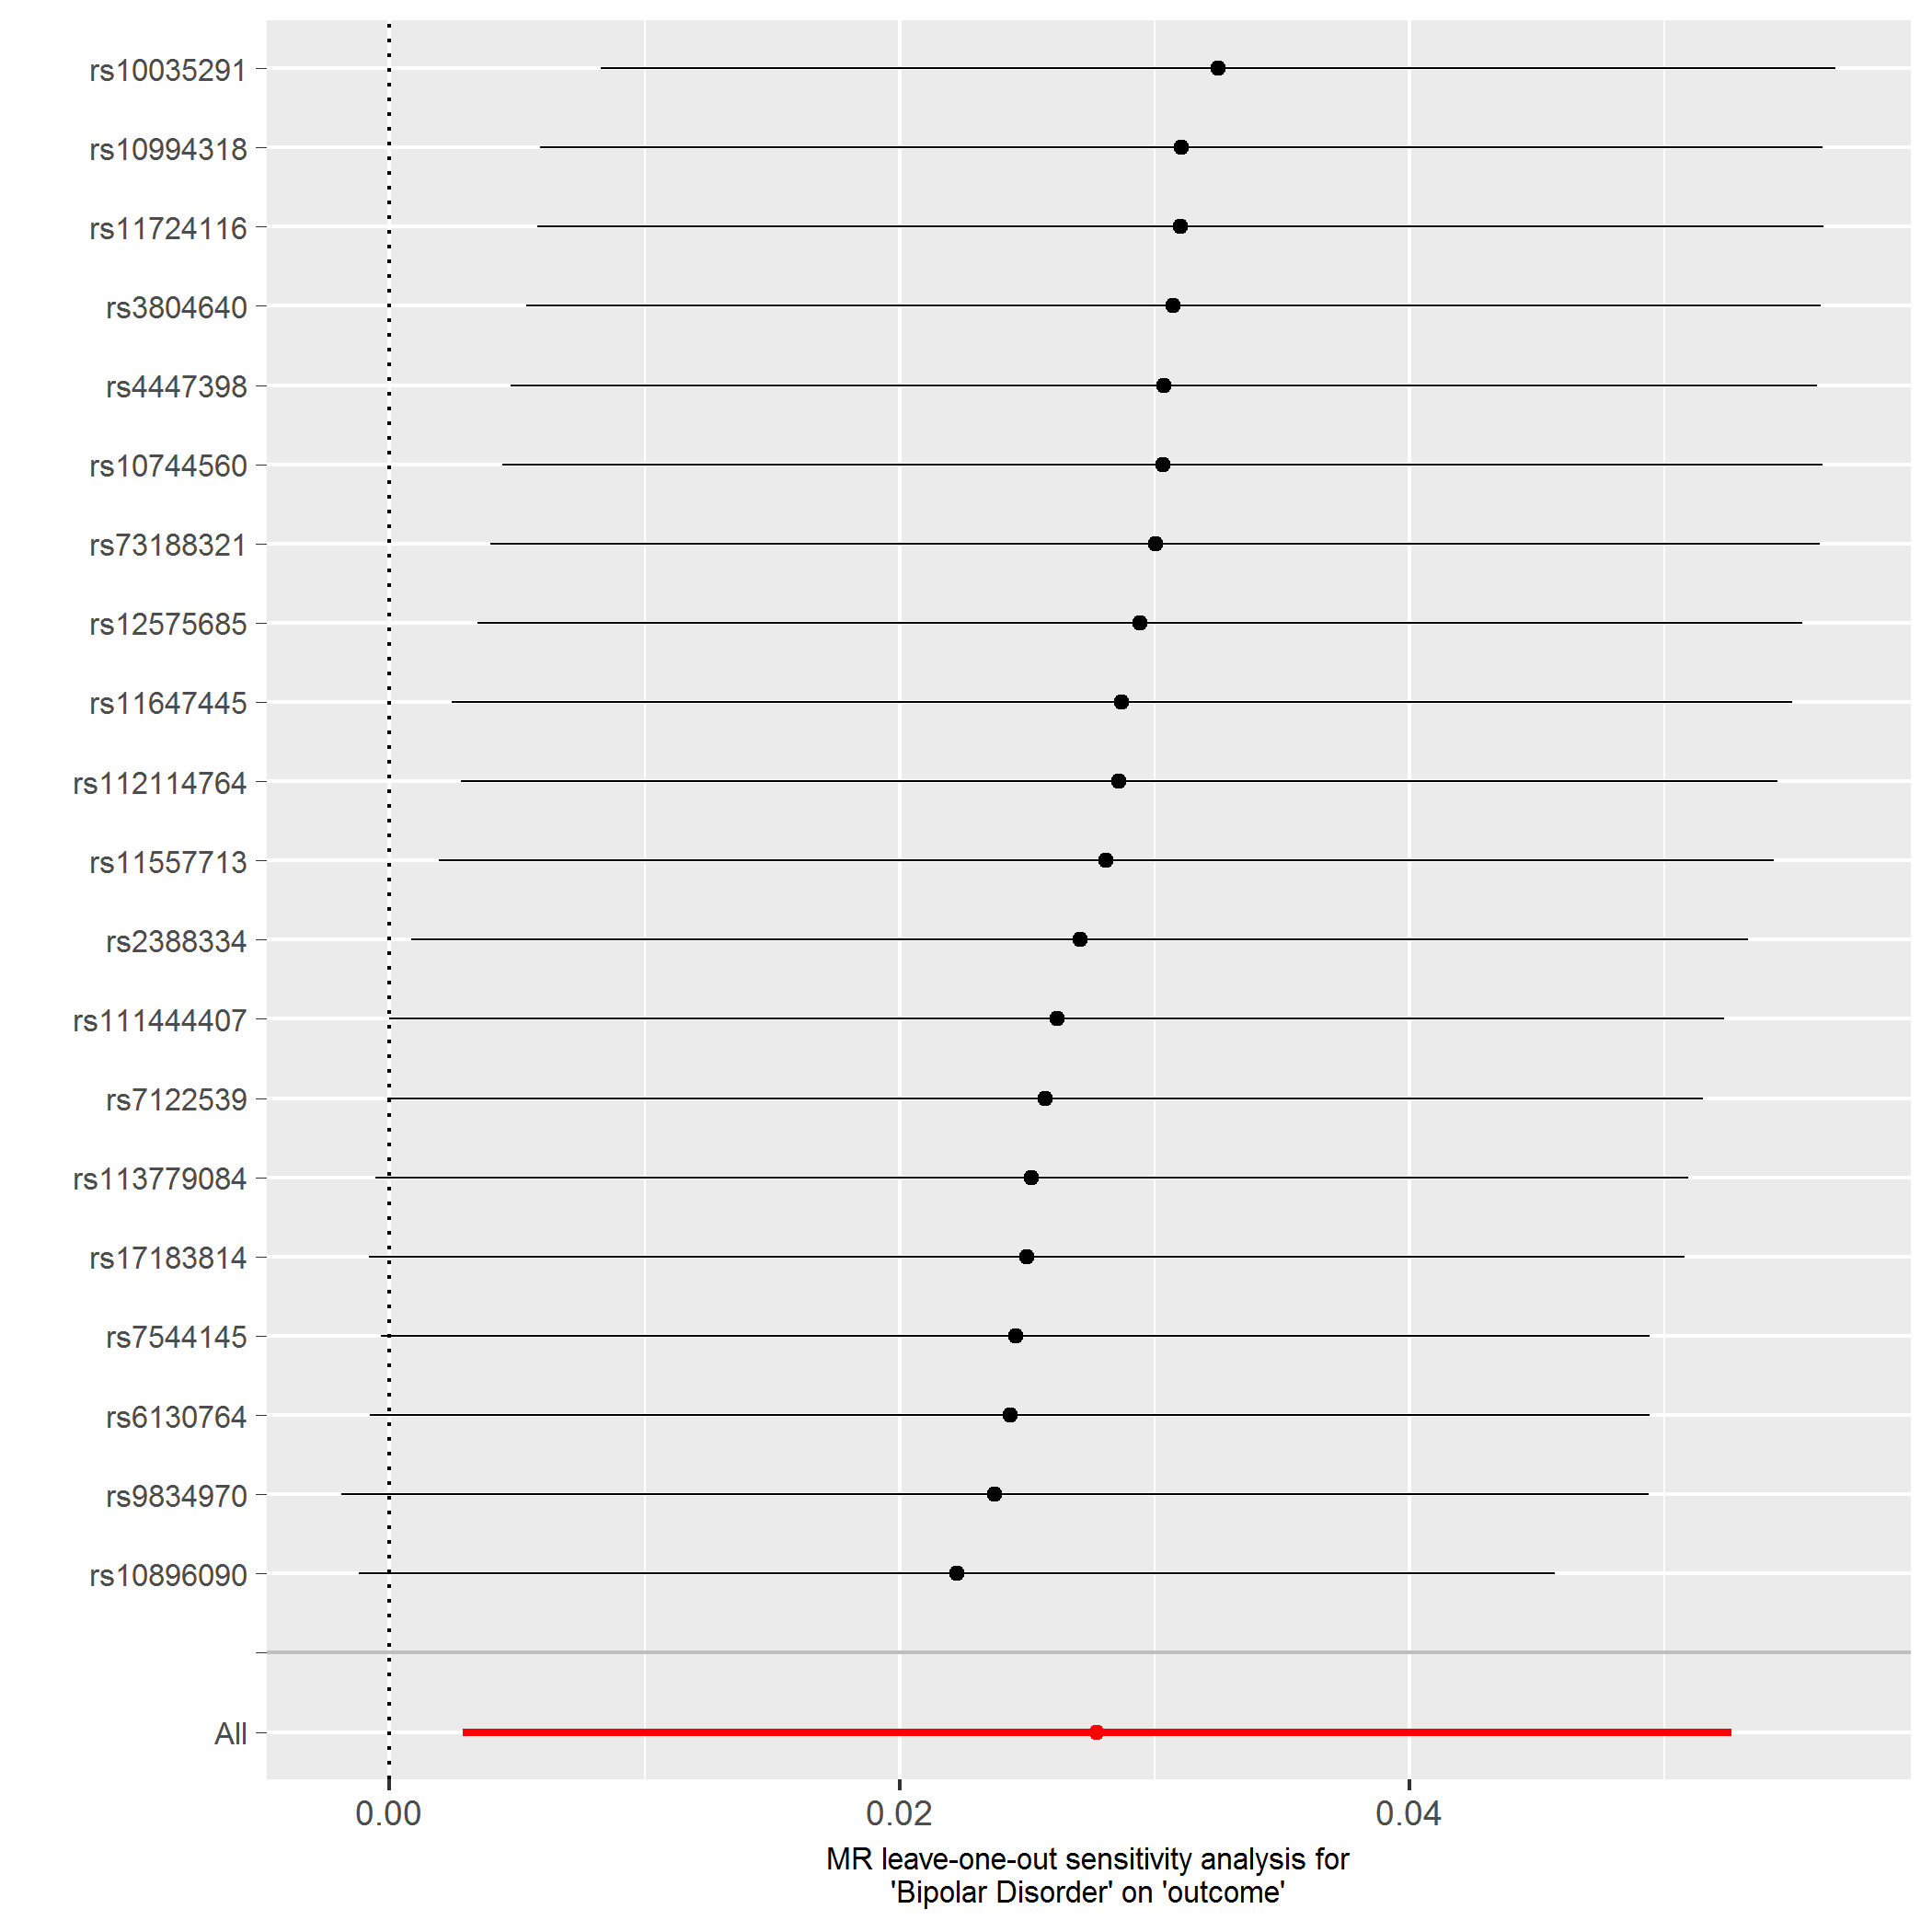 rs10035291
rs10994318
rs11724116
rs3804640
rs4447398
rs10744560
rs73188321
rs12575685
rs11647445
rs112114764
rs11557713
rs2388334
rs111444407
rs7122539
rs113779084
rs17183814
rs7544145
rs6130764
rs9834970
rs10896090
All
0.00 0.02 0.04
MR leave-one-out sensitivity analysis for
'Bipolar Disorder' on 'outcome'